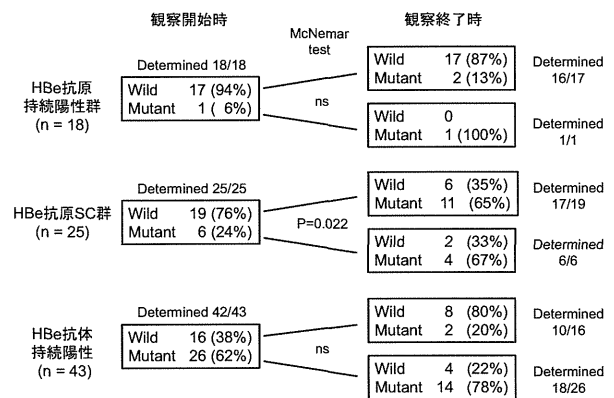 観察開始時
観察終了時
McNemar
test
HBe抗原
持続陽性群
(n = 18)
Determined 18/18
Wild 17 (94%)
Mutant 1 ( 6%)
ns
Wild 17 (87%)
Mutant 2 (13%)
Determined
16/17
Wild 0
Mutant 1 (100%)
Determined
1/1
HBe抗原SC群
(n = 25)
Determined 25/25
Wild 19 (76%)
Mutant 6 (24%)
P=0.022
Wild 6 (35%)
Mutant 11 (65%)
Determined
17/19
Wild 2 (33%)
Mutant 4 (67%)
Determined
6/6
HBe抗体
持続陽性
(n = 43)
Determined 42/43
Wild 16 (38%)
Mutant 26 (62%)
ns
Wild 8 (80%)
Mutant 2 (20%)
Determined
10/16
Wild 4 (22%)
Mutant 14 (78%)
Determined
18/26